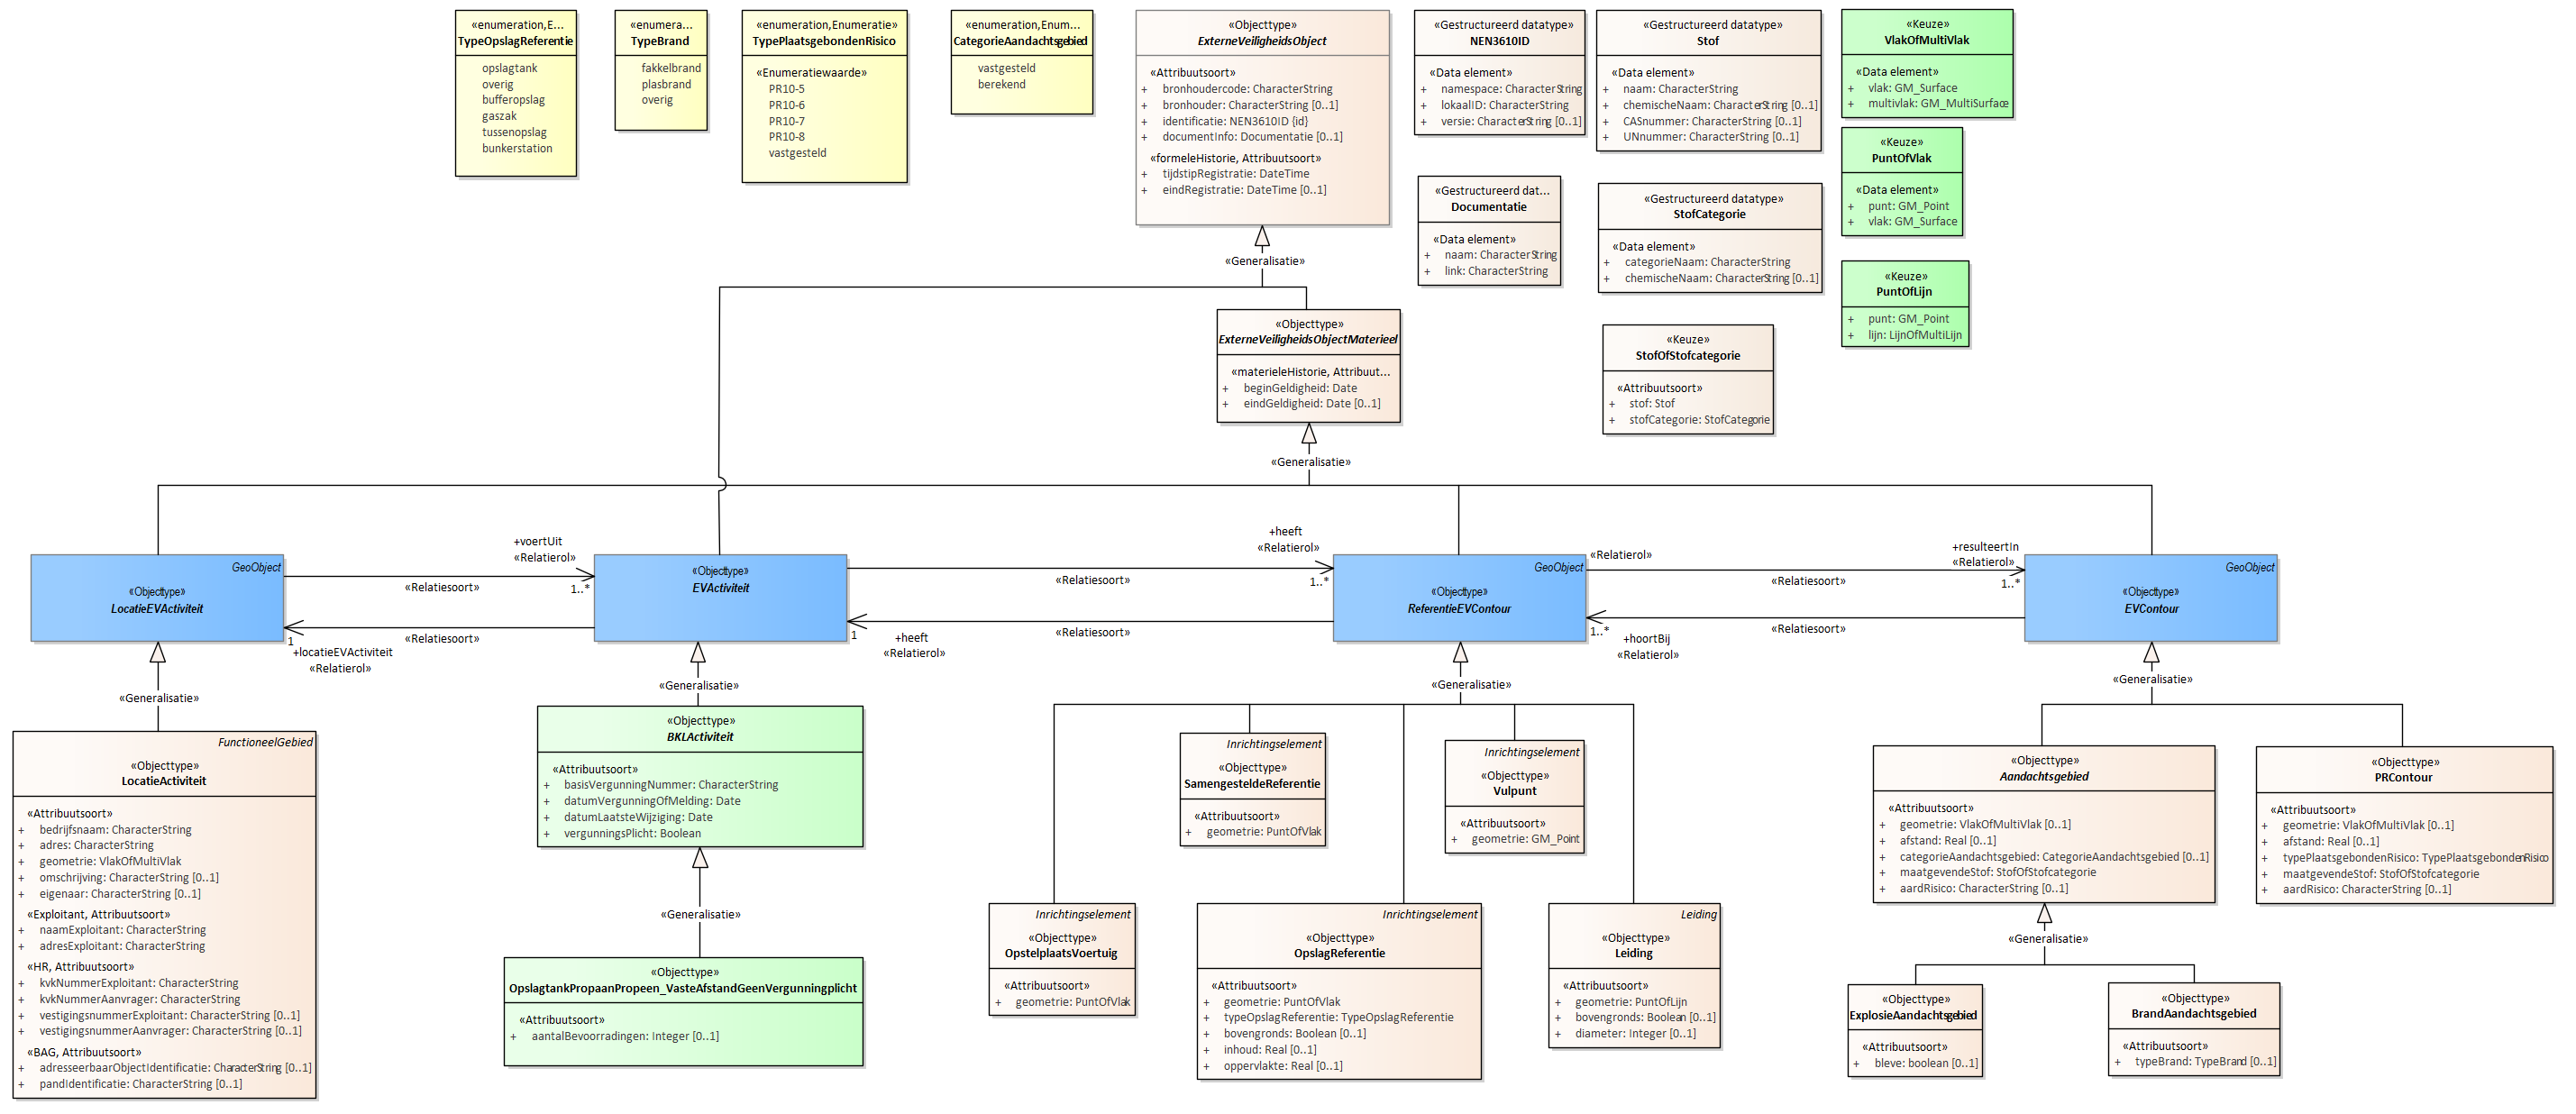 «enumeration,E...
TypeOpslagReferentie
opslagtank
overig
bufferopslag
gaszak
tussenopslag
bunkerstation
«enumera...
TypeBrand
fakkelbrand
plasbrand
overig
«enumeration,Enumeratie»
TypePlaatsgebondenRisico
«Enumeratiewaarde»
PR10-5
PR10-6
PR10-7
PR10-8
vastgesteld
«enumeration,Enum...
CategorieAandachtsgebied
vastgesteld
berekend
«Objecttype»
ExterneVeiligheidsObject
«Attribuutsoort»
+ bronhoudercode: CharacterString
+ bronhouder: CharacterString [0..1]
+ identificatie: NEN3610ID {id}
+ documentInfo: Documentatie [0..1]
«formeleHistorie, Attribuutsoort»
+ tijdstipRegistratie: DateTime
+ eindRegistratie: DateTime [0..1]
«Gestructureerd datatype»
NEN3610ID
«Data element»
+ namespace: CharacterString
+ lokaalID: CharacterString
+ versie: CharacterString [0..1]
«Gestructureerd datatype»
Stof
«Data element»
+ naam: CharacterString
+ chemischeNaam: CharacterString [0..1]
+ CASnummer: CharacterString [0..1]
+ UNnummer: CharacterString [0..1]
«Keuze»
VlakOfMultiVlak
«Data element»
+ vlak: GM_Surface
+ multivlak: GM_MultiSurface
«Keuze»
PuntOfVlak
«Data element»
+ punt: GM_Point
+ vlak: GM_Surface
«Gestructureerd dat...
Documentatie
«Data element»
+ naam: CharacterString
+ link: CharacterString
«Gestructureerd datatype»
StofCategorie
«Data element»
+ categorieNaam: CharacterString
+ chemischeNaam: CharacterString [0..1]
«Keuze»
PuntOfLijn
+ punt: GM_Point
+ lijn: LijnOfMultiLijn
«Generalisatie»
«Objecttype»
ExterneVeiligheidsObjectMaterieel
«materieleHistorie, Attribuut...
+ beginGeldigheid: Date
+ eindGeldigheid: Date [0..1]
«Keuze»
StofOfStofcategorie
«Attribuutsoort»
+ stof: Stof
+ stofCategorie: StofCategorie
«Generalisatie»
GeoObject
«Objecttype»
LocatieEVActiviteit
+voertUit
«Relatierol»
«Relatiesoort»
1..*
«Relatiesoort»
1
+locatieEVActiviteit
«Relatierol»
«Objecttype»
EVActiviteit
+heeft
«Relatierol»
«Relatiesoort»
1..*
1
«Relatiesoort»
+heeft
«Relatierol»
GeoObject
«Objecttype»
ReferentieEVContour
«Relatierol»
+resulteertIn
«Relatierol»
«Relatiesoort»
1..*
«Relatiesoort»
1..*
+hoortBij
«Relatierol»
GeoObject
«Objecttype»
EVContour
«Generalisatie»
«Generalisatie»
«Generalisatie»
«Generalisatie»
FunctioneelGebied
«Objecttype»
LocatieActiviteit
«Attribuutsoort»
+ bedrijfsnaam: CharacterString
+ adres: CharacterString
+ geometrie: VlakOfMultiVlak
+ omschrijving: CharacterString [0..1]
+ eigenaar: CharacterString [0..1]
«Exploitant, Attribuutsoort»
+ naamExploitant: CharacterString
+ adresExploitant: CharacterString
«HR, Attribuutsoort»
+ kvkNummerExploitant: CharacterString
+ kvkNummerAanvrager: CharacterString
+ vestigingsnummerExploitant: CharacterString [0..1]
+ vestigingsnummerAanvrager: CharacterString [0..1]
«BAG, Attribuutsoort»
+ adresseerbaarObjectIdentificatie: CharacterString [0..1]
+ pandIdentificatie: CharacterString [0..1]
«Objecttype»
BKLActiviteit
«Attribuutsoort»
+ basisVergunningNummer: CharacterString
+ datumVergunningOfMelding: Date
+ datumLaatsteWijziging: Date
+ vergunningsPlicht: Boolean
«Generalisatie»
«Objecttype»
OpslagtankPropaanPropeen_VasteAfstandGeenVergunningplicht
«Attribuutsoort»
+ aantalBevoorradingen: Integer [0..1]
Inrichtingselement
«Objecttype»
SamengesteldeReferentie
«Attribuutsoort»
+ geometrie: PuntOfVlak
Inrichtingselement
«Objecttype»
Vulpunt
«Attribuutsoort»
+ geometrie: GM_Point
Inrichtingselement
«Objecttype»
OpstelplaatsVoertuig
«Attribuutsoort»
+ geometrie: PuntOfVlak
Inrichtingselement
«Objecttype»
OpslagReferentie
«Attribuutsoort»
+ geometrie: PuntOfVlak
+ typeOpslagReferentie: TypeOpslagReferentie
+ bovengronds: Boolean [0..1]
+ inhoud: Real [0..1]
+ oppervlakte: Real [0..1]
Leiding
«Objecttype»
Leiding
«Attribuutsoort»
+ geometrie: PuntOfLijn
+ bovengronds: Boolean [0..1]
+ diameter: Integer [0..1]
«Objecttype»
Aandachtsgebied
«Attribuutsoort»
+ geometrie: VlakOfMultiVlak [0..1]
+ afstand: Real [0..1]
+ categorieAandachtsgebied: CategorieAandachtsgebied [0..1]
+ maatgevendeStof: StofOfStofcategorie
+ aardRisico: CharacterString [0..1]
«Objecttype»
PRContour
«Attribuutsoort»
+ geometrie: VlakOfMultiVlak [0..1]
+ afstand: Real [0..1]
+ typePlaatsgebondenRisico: TypePlaatsgebondenRisico
+ maatgevendeStof: StofOfStofcategorie
+ aardRisico: CharacterString [0..1]
«Generalisatie»
«Objecttype»
ExplosieAandachtsgebied
«Attribuutsoort»
+ bleve: boolean [0..1]
«Objecttype»
BrandAandachtsgebied
«Attribuutsoort»
+ typeBrand: TypeBrand [0..1]